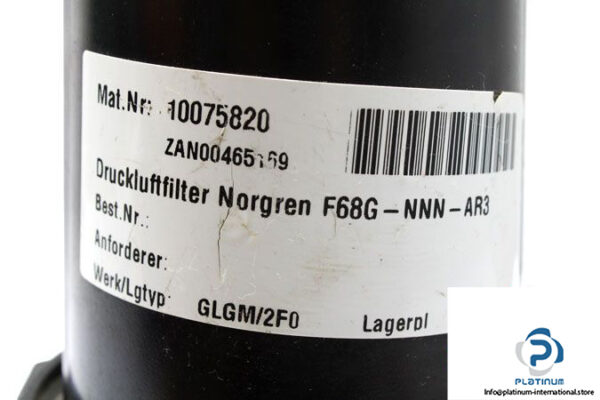 Mat.Nr: 10075820
ZAN00465169
Druckluftfilter Norgren F68G-NNN-AR3
Best.Nr.:
Anforderer:
Werk/Lgtyp: GLGM/2F0 Lagerpl
PLATINUM
Info@platinum-international.store